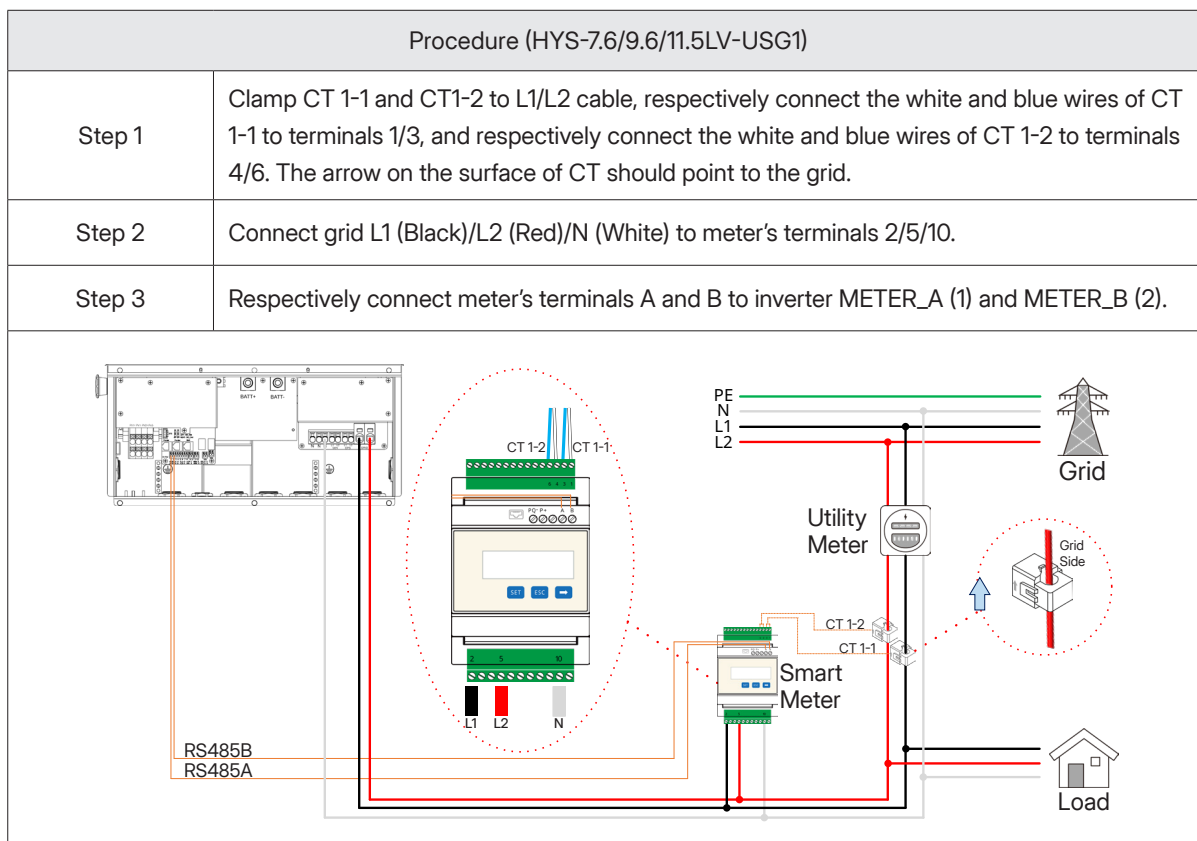 Procedure (HYS-7.6/9.6/11.5LV-USG1)
Step 1
Clamp CT 1-1 and CT1-2 to L1/L2 cable, respectively connect the white and blue wires of CT
1-1 to terminals 1/3, and respectively connect the white and blue wires of CT 1-2 to terminals
4/6. The arrow on the surface of CT should point to the grid.
Step 2
Connect grid L1 (Black)/L2 (Red)/N (White) to meter's terminals 2/5/10.
Step 3
Respectively connect meter's terminals A and B to inverter METER_A (1) and METER_B (2).
BATT+ BATT-
PE
N
L1
L2
Grid
CT 1-2 CT 1-1
6 4 3 1
A B
SET ESC
2 5 10
L1 L2 N
Utility
Meter
Grid
Side
CT 1-2
CT 1-1
Smart
Meter
RS485B
RS485A
Load